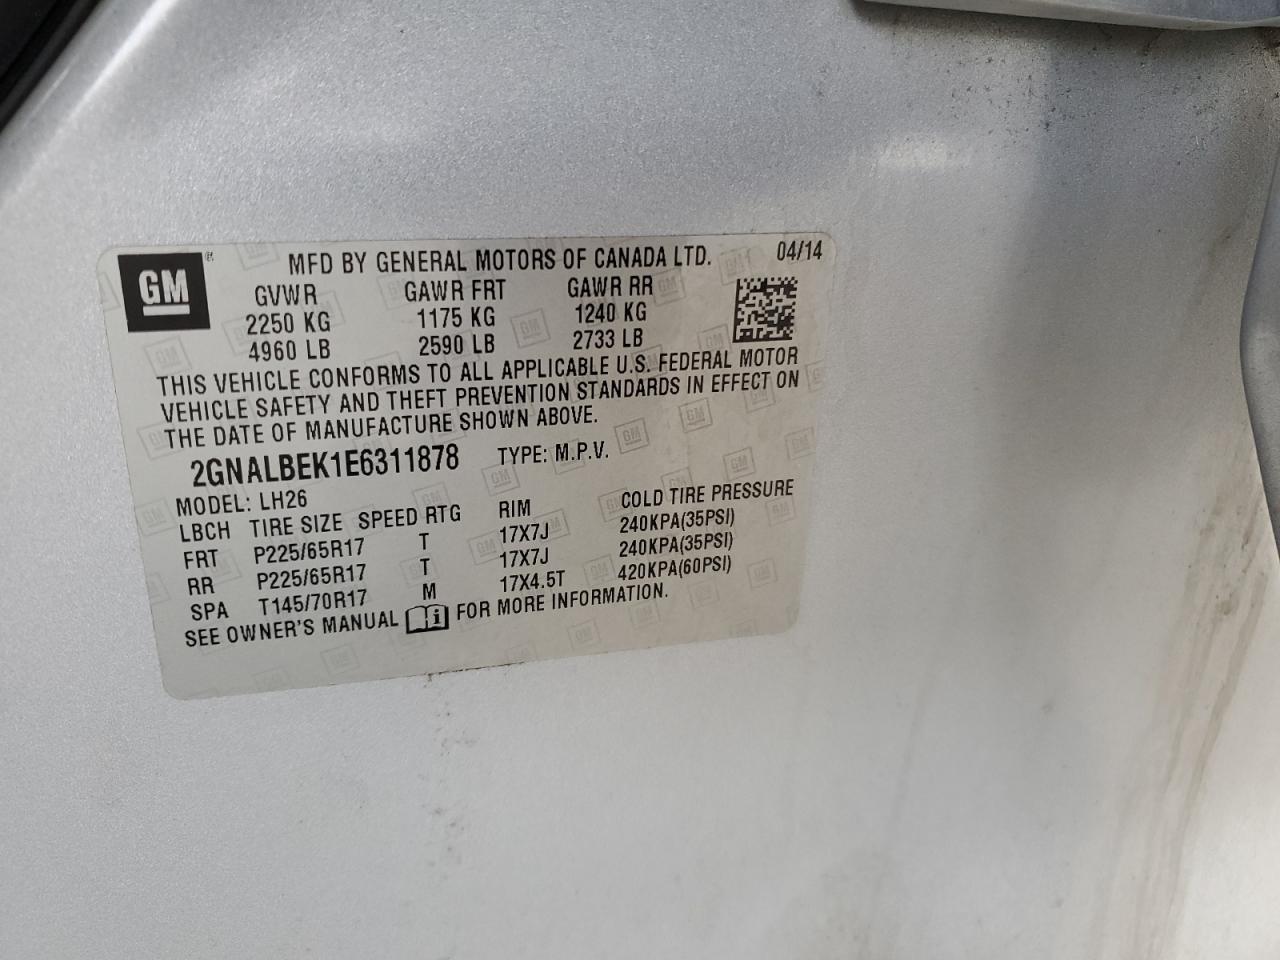 GM ®
MFD BY GENERAL MOTORS OF CANADA LTD. 04/14
GVWR GAWR FRT GAWR RR
2250 KG 1175 KG 1240 KG
4960 LB 2590 LB 2733 LB
THIS VEHICLE CONFORMS TO ALL APPLICABLE U.S. FEDERAL MOTOR
VEHICLE SAFETY AND THEFT PREVENTION STANDARDS IN EFFECT ON
THE DATE OF MANUFACTURE SHOWN ABOVE.
2GNALBEK1E6311878 TYPE: M.P.V.
MODEL: LH26
LBCH TIRE SIZE SPEED RTG RIM COLD TIRE PRESSURE
FRT P225/65R17 T 17X7J 240KPA(35PSI)
RR P225/65R17 T 17X7J 240KPA(35PSI)
SPA T145/70R17 M 17X4.5T 420KPA(60PSI)
SEE OWNER'S MANUAL FOR MORE INFORMATION.